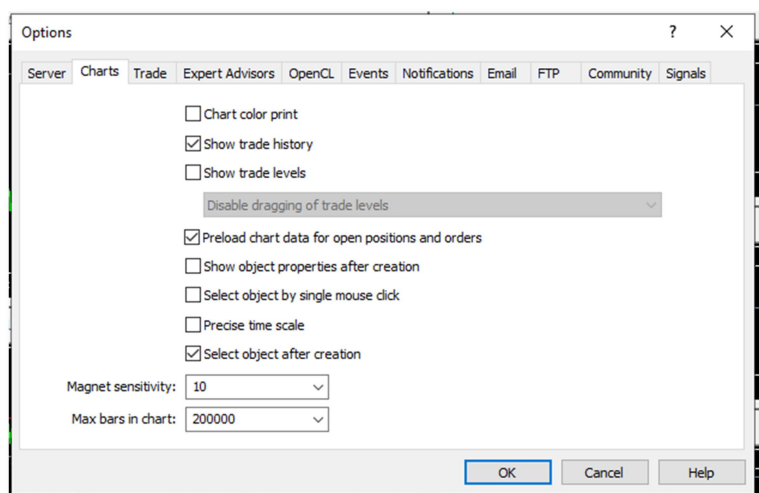 Options
?
Server Charts Trade Expert Advisors OpenCL Events Notifications Email FTP Community Signals
Chart color print
Show trade history
Show trade levels
Disable dragging of trade levels
Preload chart data for open positions and orders
Show object properties after creation
Select object by single mouse click
Precise time scale
Select object after creation
Magnet sensitivity: 10
Max bars in chart: 200000
OK Cancel Help